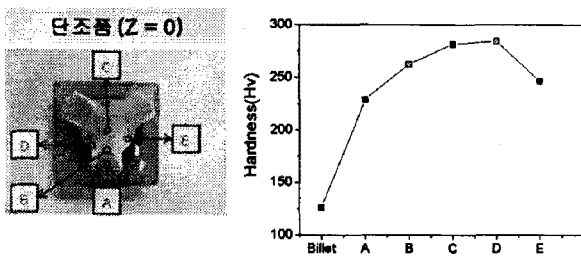 단조품 (Z = 0)
C
D
E
B
A
Hardness(Hv)
300
250
200
150
100
Billet A B C D E